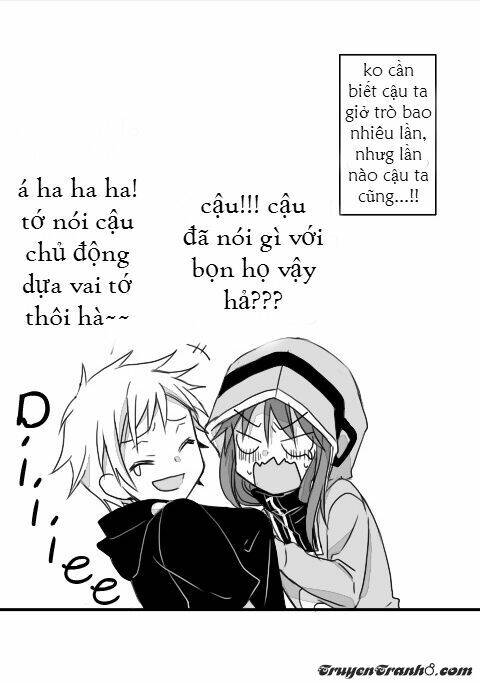 ko cần
biết cậu ta
giở trò bao
nhiêu lần,
nhưg lần
nào cậu ta
cũng...!!
cậu!!! cậu
đã nói gì với
bọn họ vậy
hả???
á ha ha ha!
tớ nói cậu
chủ động
dựa vai tớ
thôi hà~~
Diiiiee
TruyenTranh8.com